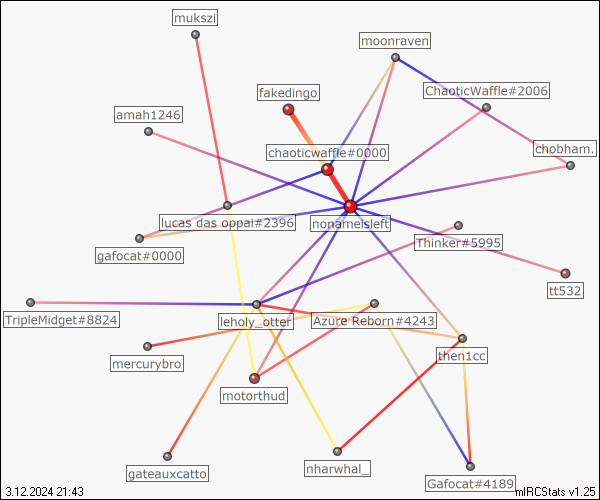 mukszi
moonraven
fakedingo
ChaoticWaffle#2006
amah1246
chaoticwaffle#0000
chobham.
lucas das oppai#2396
nonameisleft
Thinker#5995
gafocat#0000
tt532
TripleMidget#8824
leholy_otter
Azure Reborn#4243
mercurybro
then1cc
motorthud
gateauxcatto
nharwhal_
Gafocat#4189
3.12.2024 21:43
mIRCStats v1.25